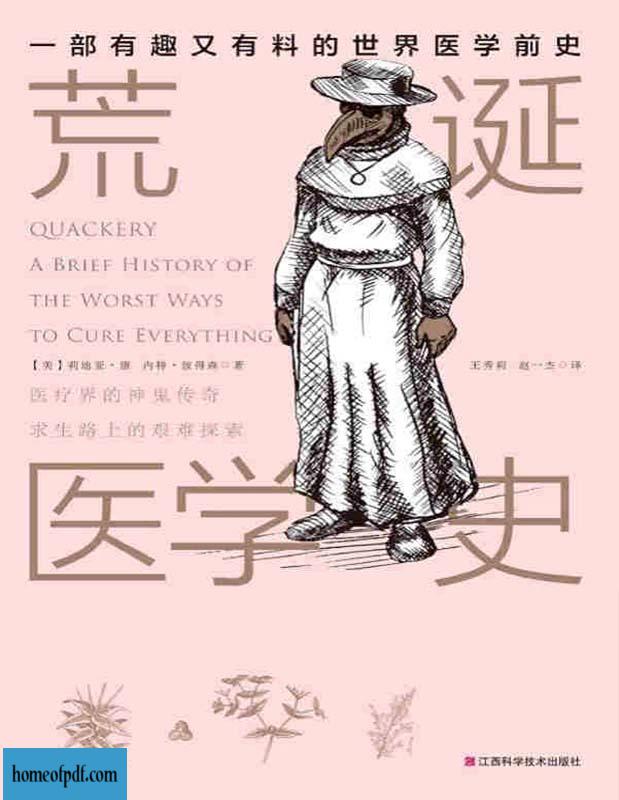 一部有趣又有料的世界医学前史
荒诞
QUACKERY
A BRIEF HISTORY OF
THE WORST WAYS
TO CURE EVERYTHING
【美】莉地亚·康 内特·彼得森◎著
王秀莉 赵一杰◎译
医疗界的神鬼传奇
求生路上的艰难探索
医学史
江西科学技术出版社
homeofpdf.com